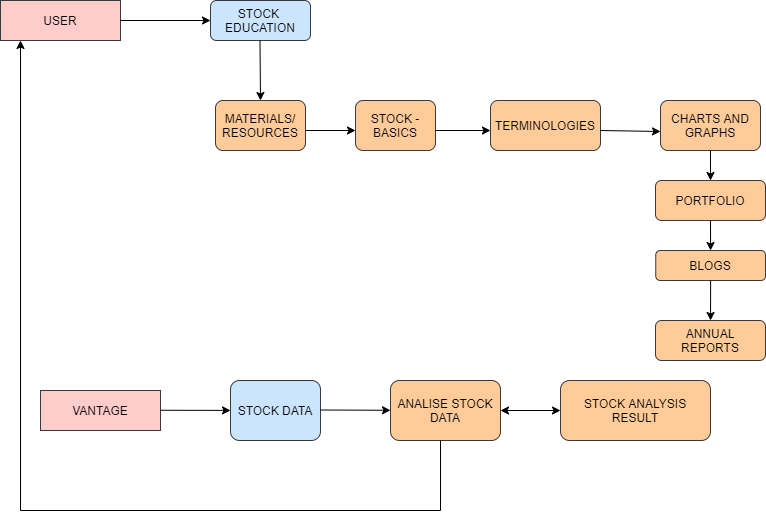 USER
STOCK
EDUCATION
MATERIALS/
RESOURCES
STOCK -
BASICS
TERMINOLOGIES
CHARTS AND
GRAPHS
PORTFOLIO
BLOGS
ANNUAL
REPORTS
VANTAGE
STOCK DATA
ANALISE STOCK
DATA
STOCK ANALYSIS
RESULT